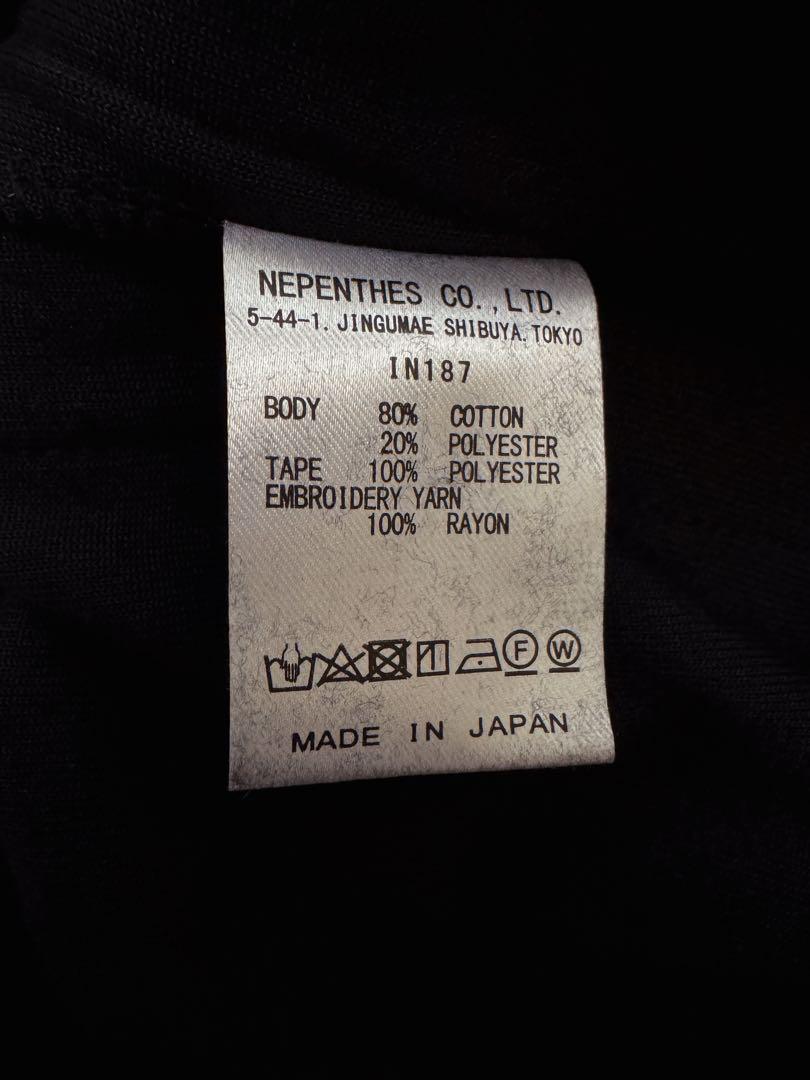 NEPENTHES CO., LTD.
5-44-1. JINGUMAE SHIBUYA. TOKYO
IN187
BODY 80% COTTON
20% POLYESTER
TAPE 100% POLYESTER
EMBROIDERY YARN
100% RAYON
F W
MADE IN JAPAN